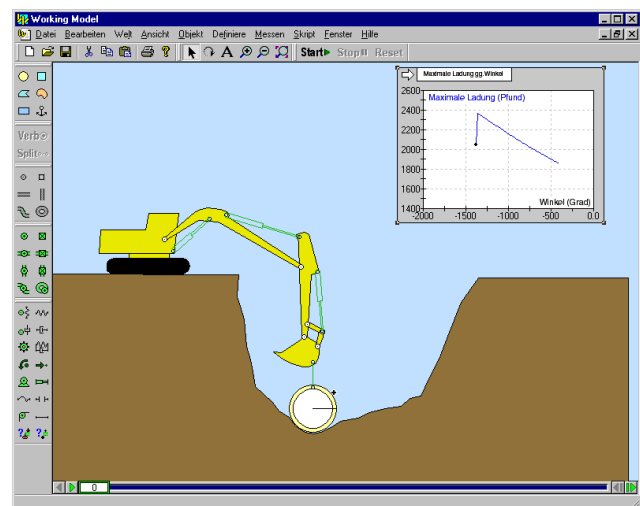 Working Model
Datei Bearbeiten Welt Ansicht Objekt Definiere Messen Skript Fenster Hilfe
A Start Stop Reset
Verb
Split
Maximale Ladung gg.Winkel
2600
Maximale Ladung (Pfund)
2400
2200
2000
1800
1600
1400
Winkel (Grad)
-2000 -1500 -1000 -500 0.0
0